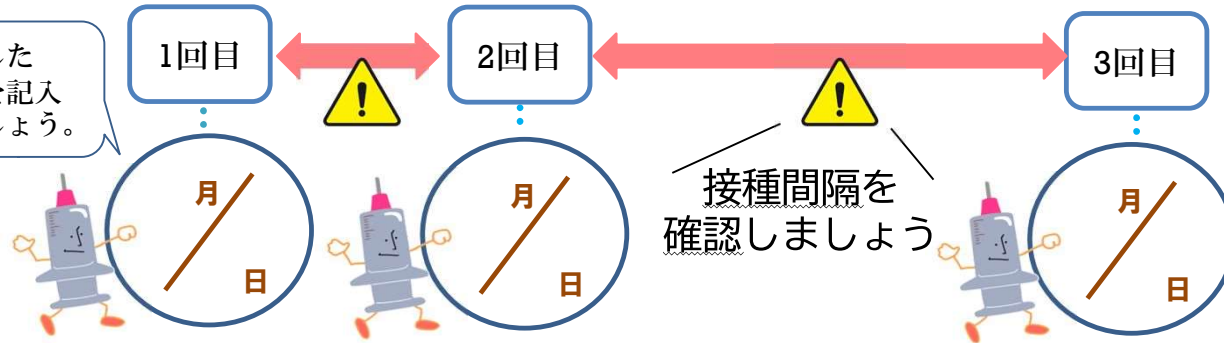 1回目
2回目
3回目
した
を記入
しょう。
月
日
月
日
接種間隔を
確認しましょう
月
日